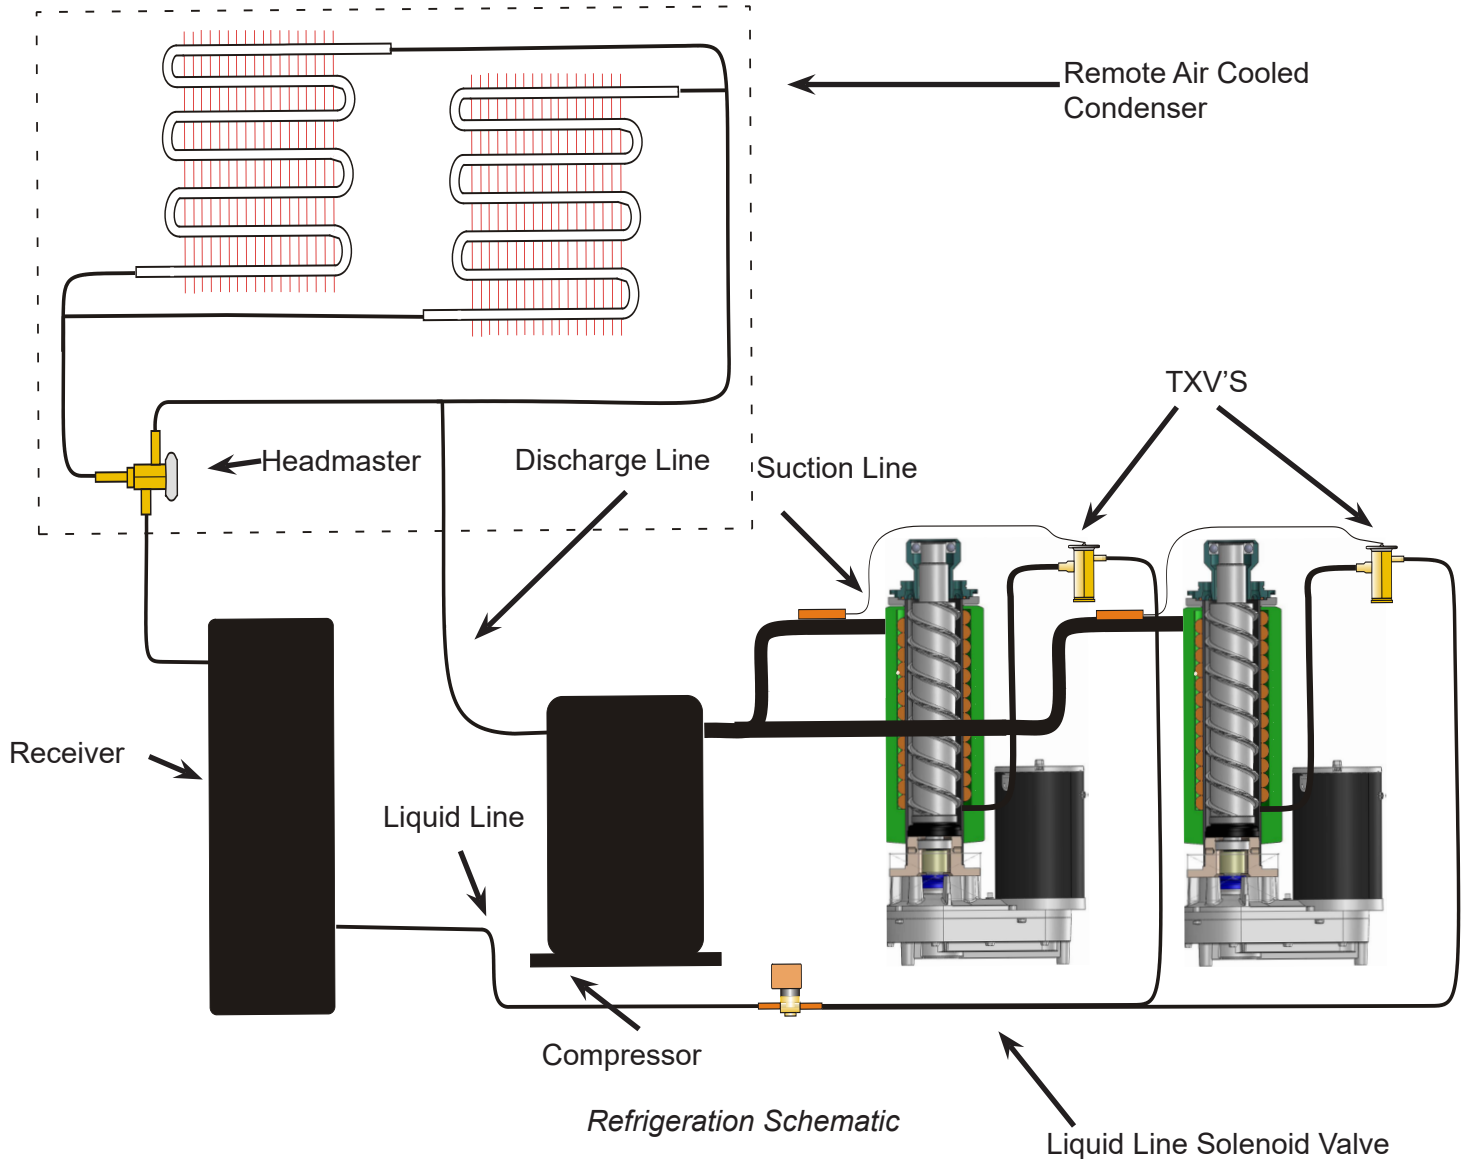 Remote Air Cooled
Condenser
TXV'S
Headmaster
Discharge Line
Suction Line
Receiver
Liquid Line
Compressor
Refrigeration Schematic
Liquid Line Solenoid Valve